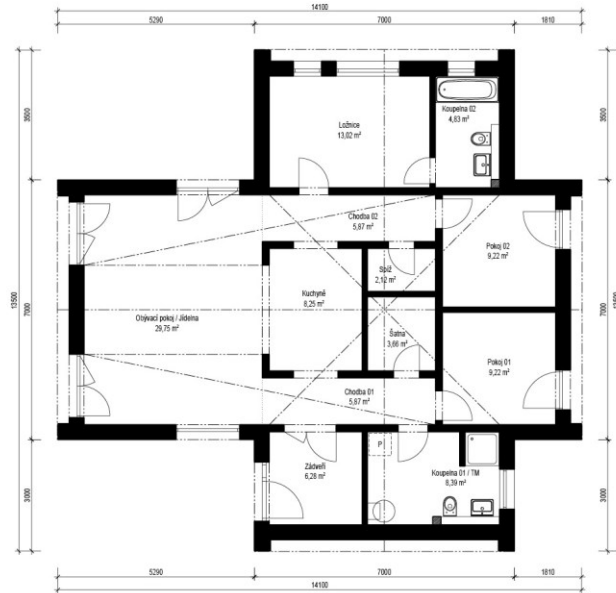 14100
5290 7000 1810
3500
3500
Ložnice
13,02 m²
Koupelna 02
4,83 m²
Chodba 02
5,87 m²
Pokoj 02
9,22 m²
Spíž
2,12 m²
Kuchyně
8,25 m²
13500
7000
7000
13500
Obývací pokoj / Jídelna
29,75 m²
Šatna
3,66 m²
Pokoj 01
9,22 m²
Chodba 01
5,87 m²
P
Zádveří
6,28 m²
Koupelna 01 / TM
8,39 m²
3000
3000
5290 7000 1810
14100